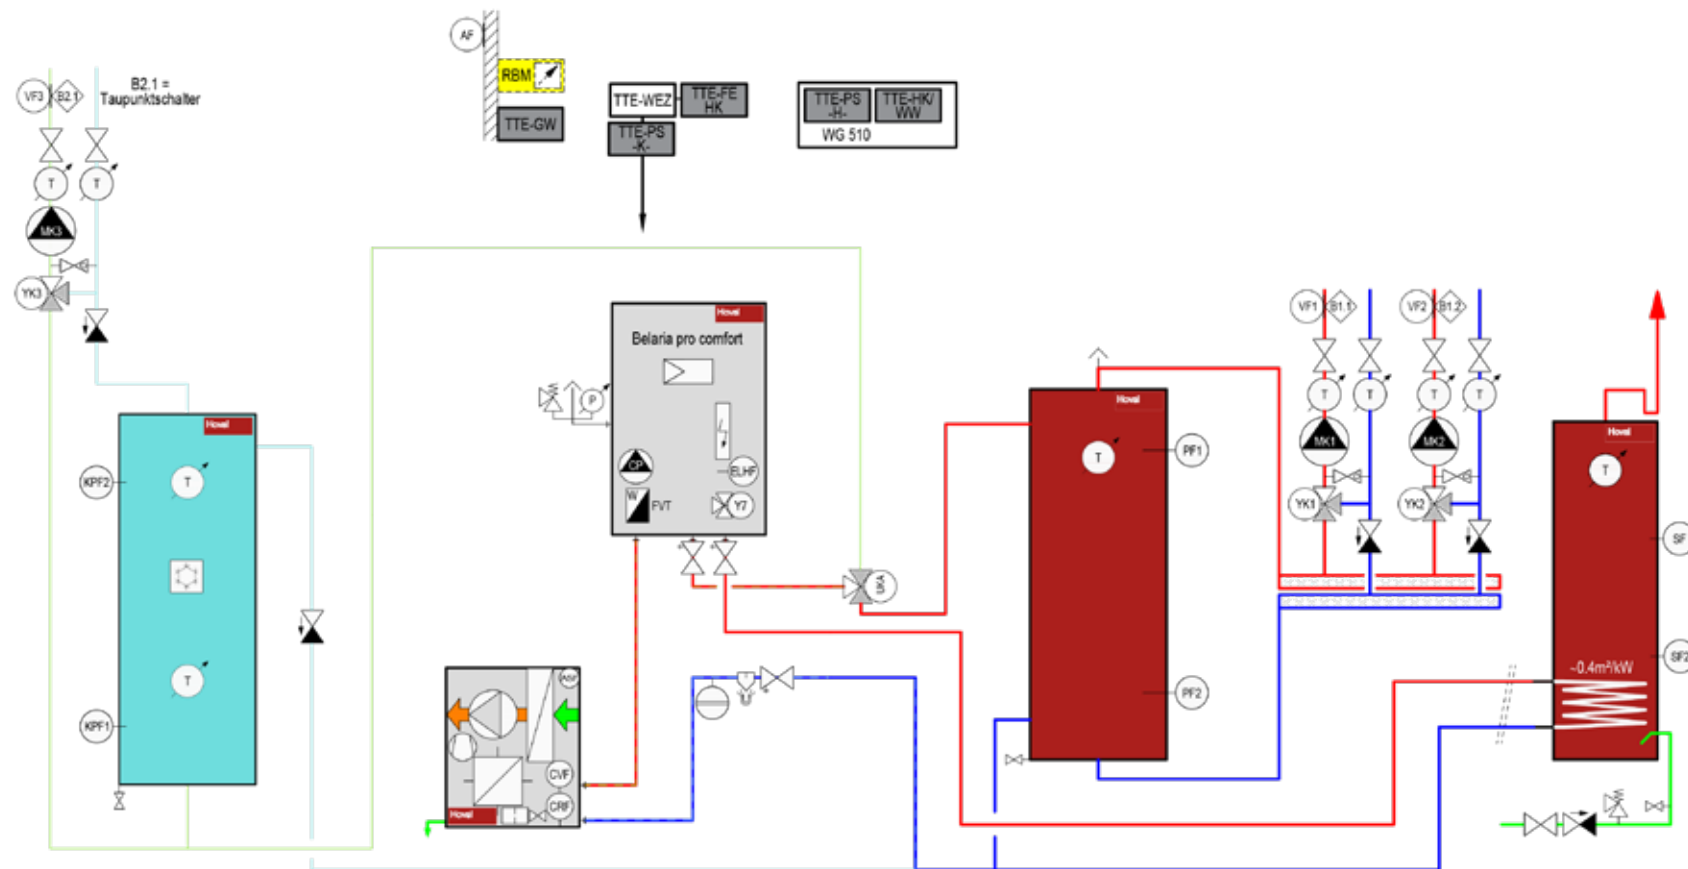 AF
RBM
TTE-GW
TTE-WEZ
TTE-FE
HK
TTE-PS
-K-
TTE-PS
-H-
TTE-HK/
WW
WG 510
VF3
B2.1
B2.1 =
Taupunktschalter
T
T
MK3
YK3
Hoval
KPF2
T
T
KPF1
Hoval
Belaria pro comfort
P
CP
ELHF
W
FVT
Y7
UKA
CVF
CRF
Hoval
Hoval
T
PF1
PF2
VF1
B1.1
VF2
B1.2
T
T
T
T
MK1
MK2
YK1
YK2
Hoval
T
SF
SF2
~0.4m²/kW